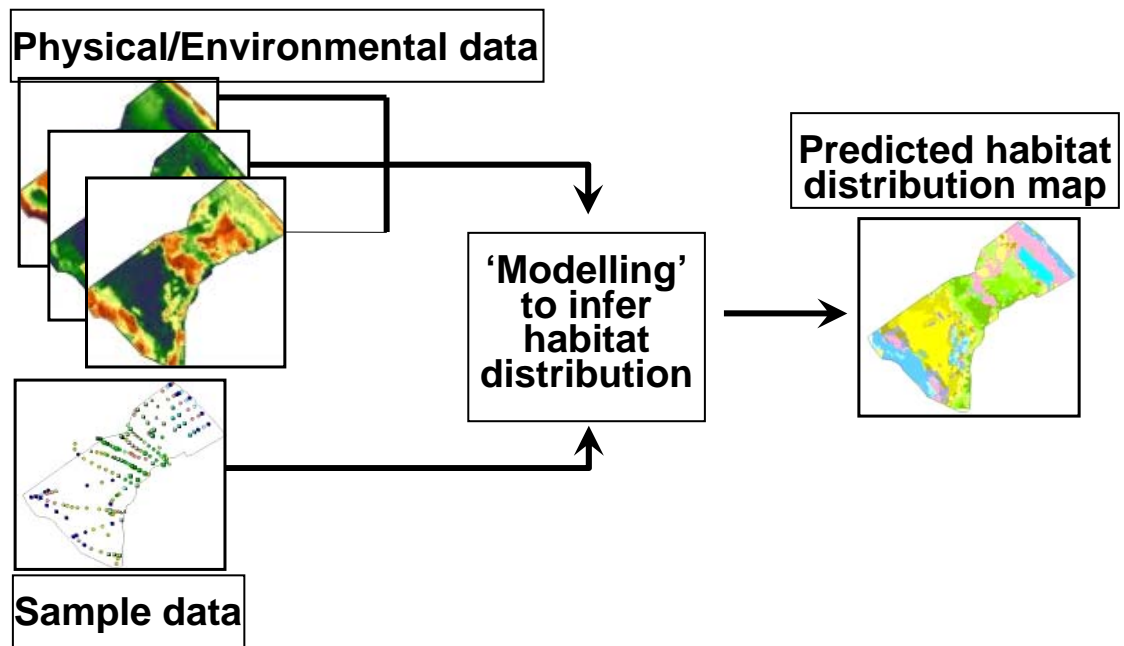 Physical/Environmental data
Predicted habitat
distribution map
‘Modelling’
to infer
habitat
distribution
Sample data